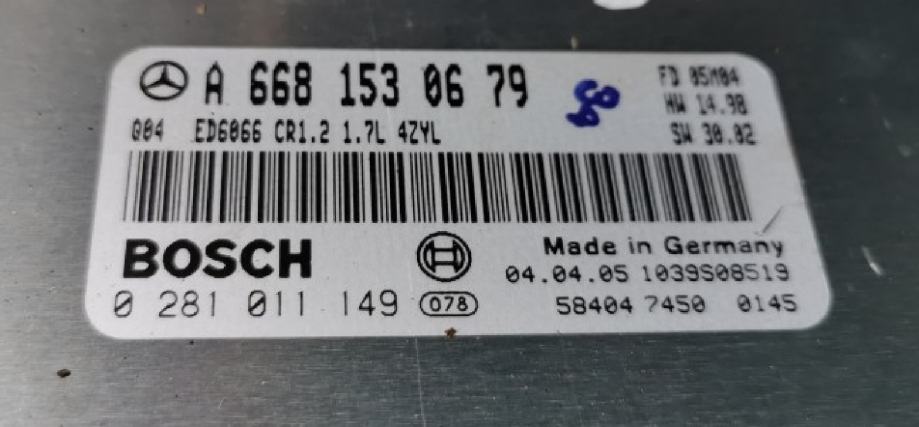 A 668 153 06 79
FD 05M04
HW 14.98
Q04 ED6066 CR1.2 1.7L 4ZYL
SW 30.02
BOSCH
Made in Germany
04.04.05 1039S08519
0 281 011 149 078
58404 7450 0145